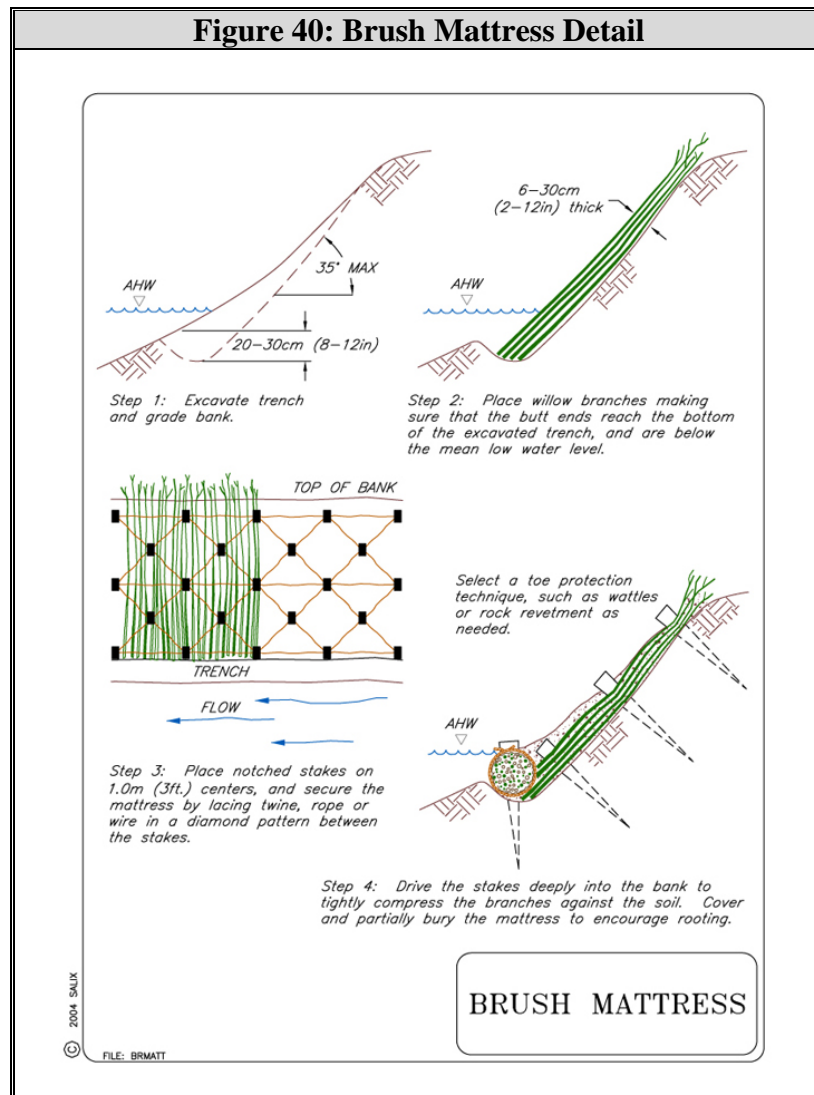 Figure 40: Brush Mattress Detail
AHW
35° MAX
20-30cm (8-12in)
Step 1: Excavate trench
and grade bank.
6-30cm
(2-12in) thick
AHW
Step 2: Place willow branches making
sure that the butt ends reach the bottom
of the excavated trench, and are below
the mean low water level.
TOP OF BANK
TRENCH
FLOW
Step 3: Place notched stakes on
1.0m (3ft.) centers, and secure the
mattress by lacing twine, rope or
wire in a diamond pattern between
the stakes.
Select a toe protection
technique, such as wattles
or rock revetment as
needed.
AHW
Step 4: Drive the stakes deeply into the bank to
tightly compress the branches against the soil. Cover
and partially bury the mattress to encourage rooting.
BRUSH MATTRESS
© 2004 SALIX
FILE: BRMATT